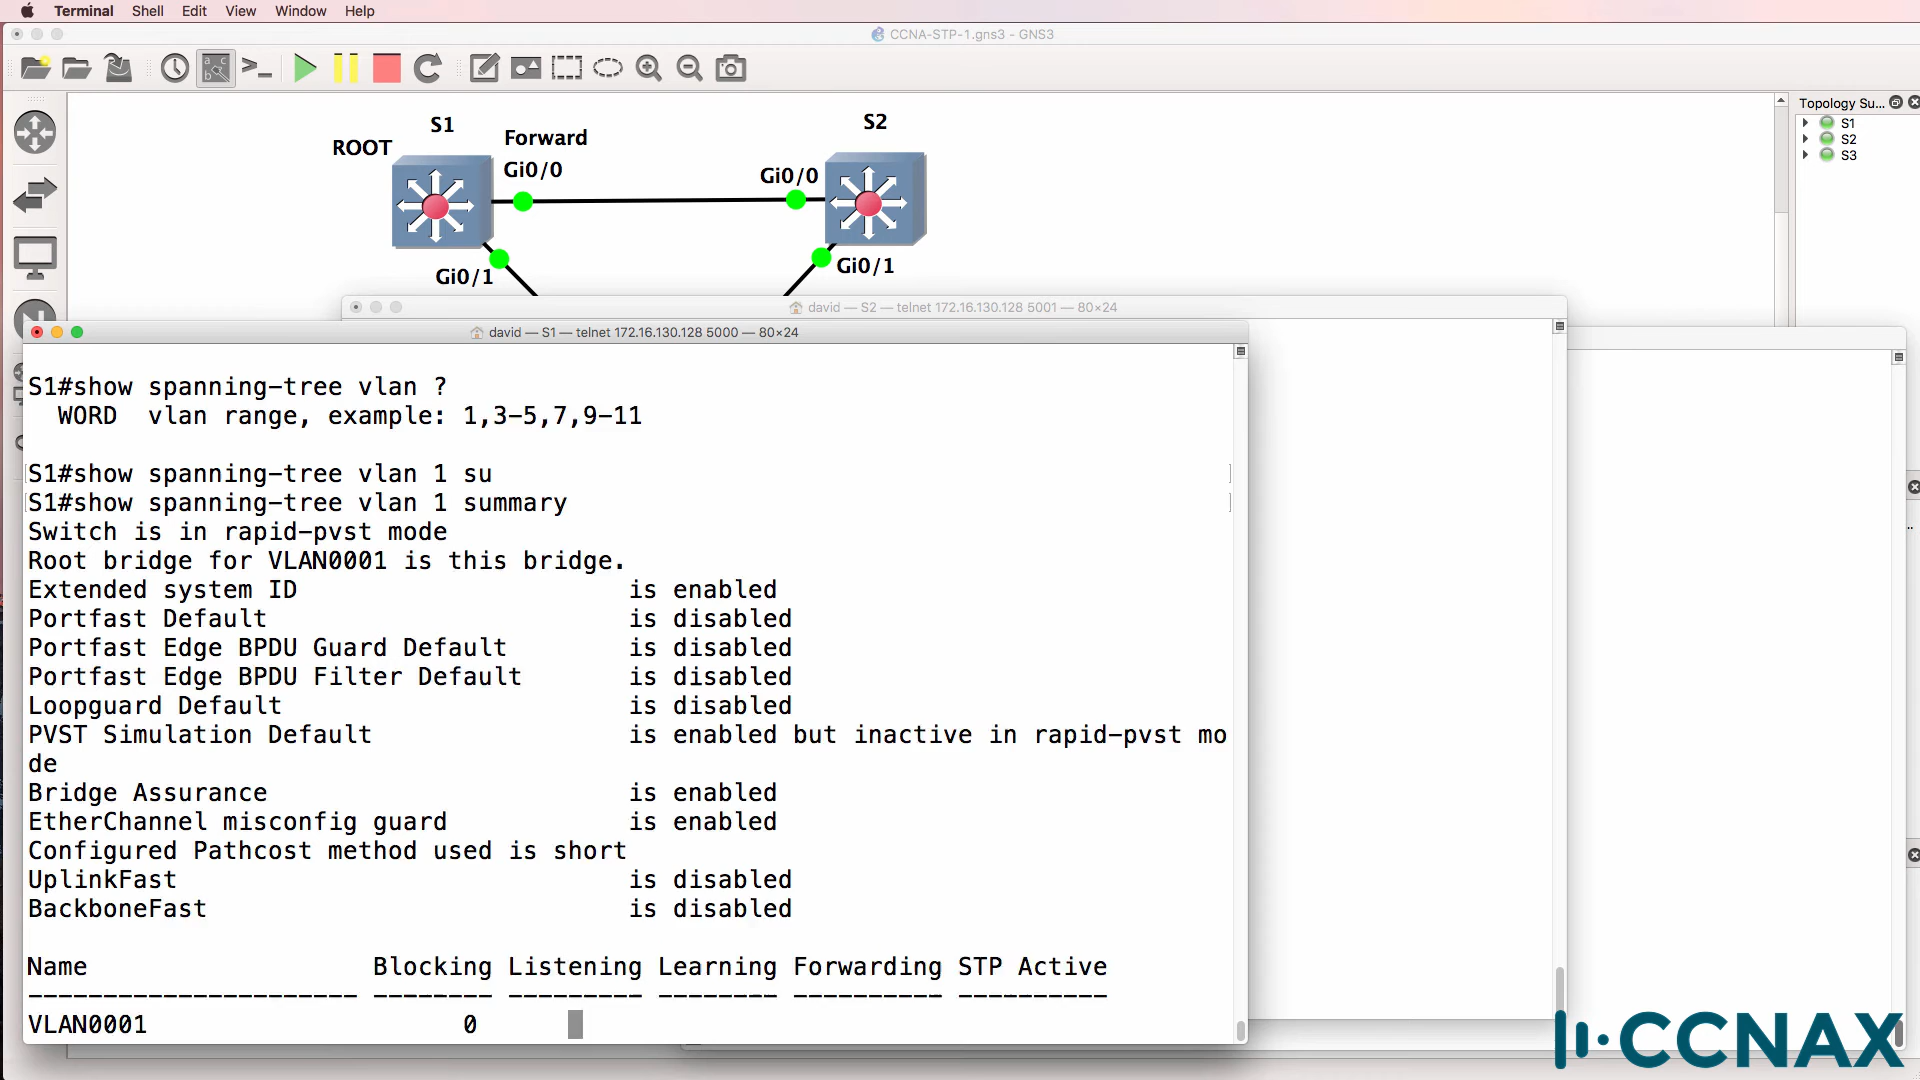 Terminal Shell Edit View Window Help
CCNA-STP-1.gns3 - GNS3
Topology Su...
S1
S2
S3
S1
ROOT
Forward
Gi0/0
Gi0/1
S2
Gi0/0
Gi0/1
david — S2 — telnet 172.16.130.128 5001 — 80×24
david — S1 — telnet 172.16.130.128 5000 — 80×24
S1#show spanning-tree vlan ?
WORD vlan range, example: 1,3-5,7,9-11
S1#show spanning-tree vlan 1 su
S1#show spanning-tree vlan 1 summary
Switch is in rapid-pvst mode
Root bridge for VLAN0001 is this bridge.
Extended system ID is enabled
Portfast Default is disabled
Portfast Edge BPDU Guard Default is disabled
Portfast Edge BPDU Filter Default is disabled
Loopguard Default is disabled
PVST Simulation Default is enabled but inactive in rapid-pvst mo
de
Bridge Assurance is enabled
EtherChannel misconfig guard is enabled
Configured Pathcost method used is short
UplinkFast is disabled
BackboneFast is disabled
Name Blocking Listening Learning Forwarding STP Active
---------------------- -------- --------- -------- ---------- ----------
VLAN0001 0
CCNAX